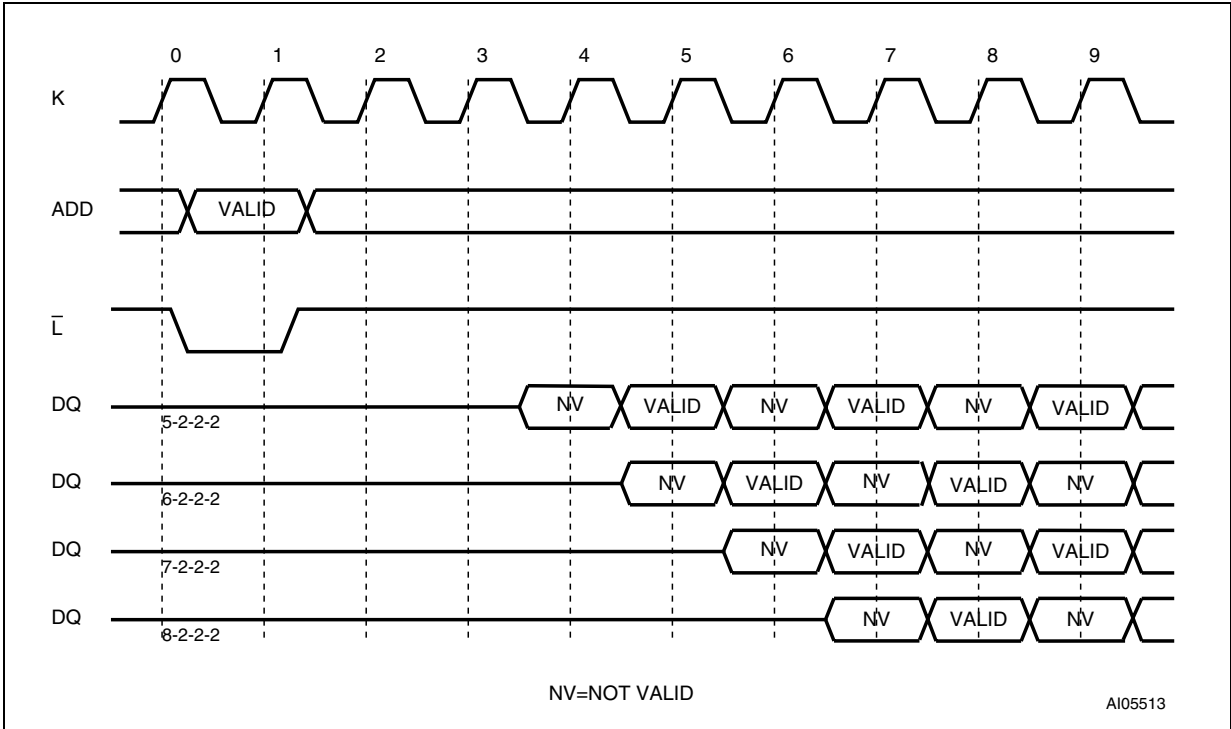 0 1 2 3 4 5 6 7 8 9
K
ADD VALID
L̅
DQ 5-2-2-2 NV VALID NV VALID NV VALID
DQ 6-2-2-2 NV VALID NV VALID NV
DQ 7-2-2-2 NV VALID NV VALID
DQ 8-2-2-2 NV VALID NV
NV=NOT VALID
AI05513